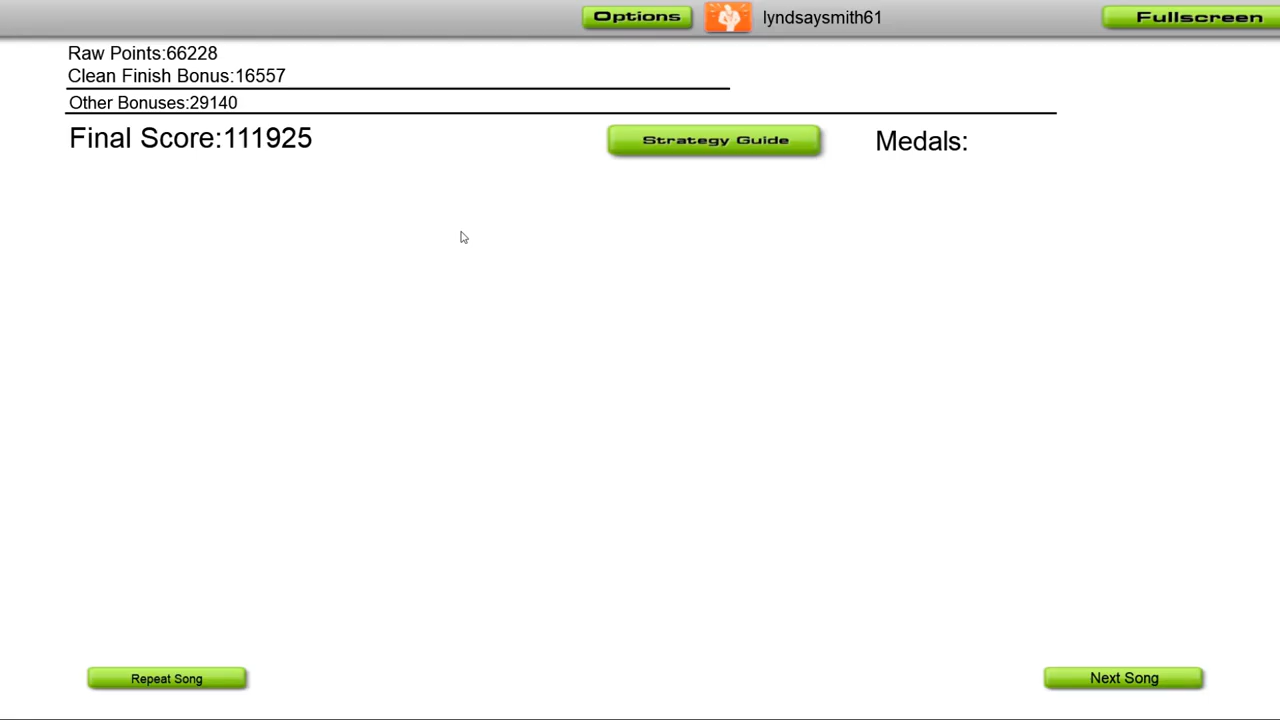 Options
lyndsaysmith61
Fullscreen
Raw Points:66228
Clean Finish Bonus:16557
Other Bonuses:29140
Final Score:111925
Strategy Guide
Medals:
Repeat Song
Next Song